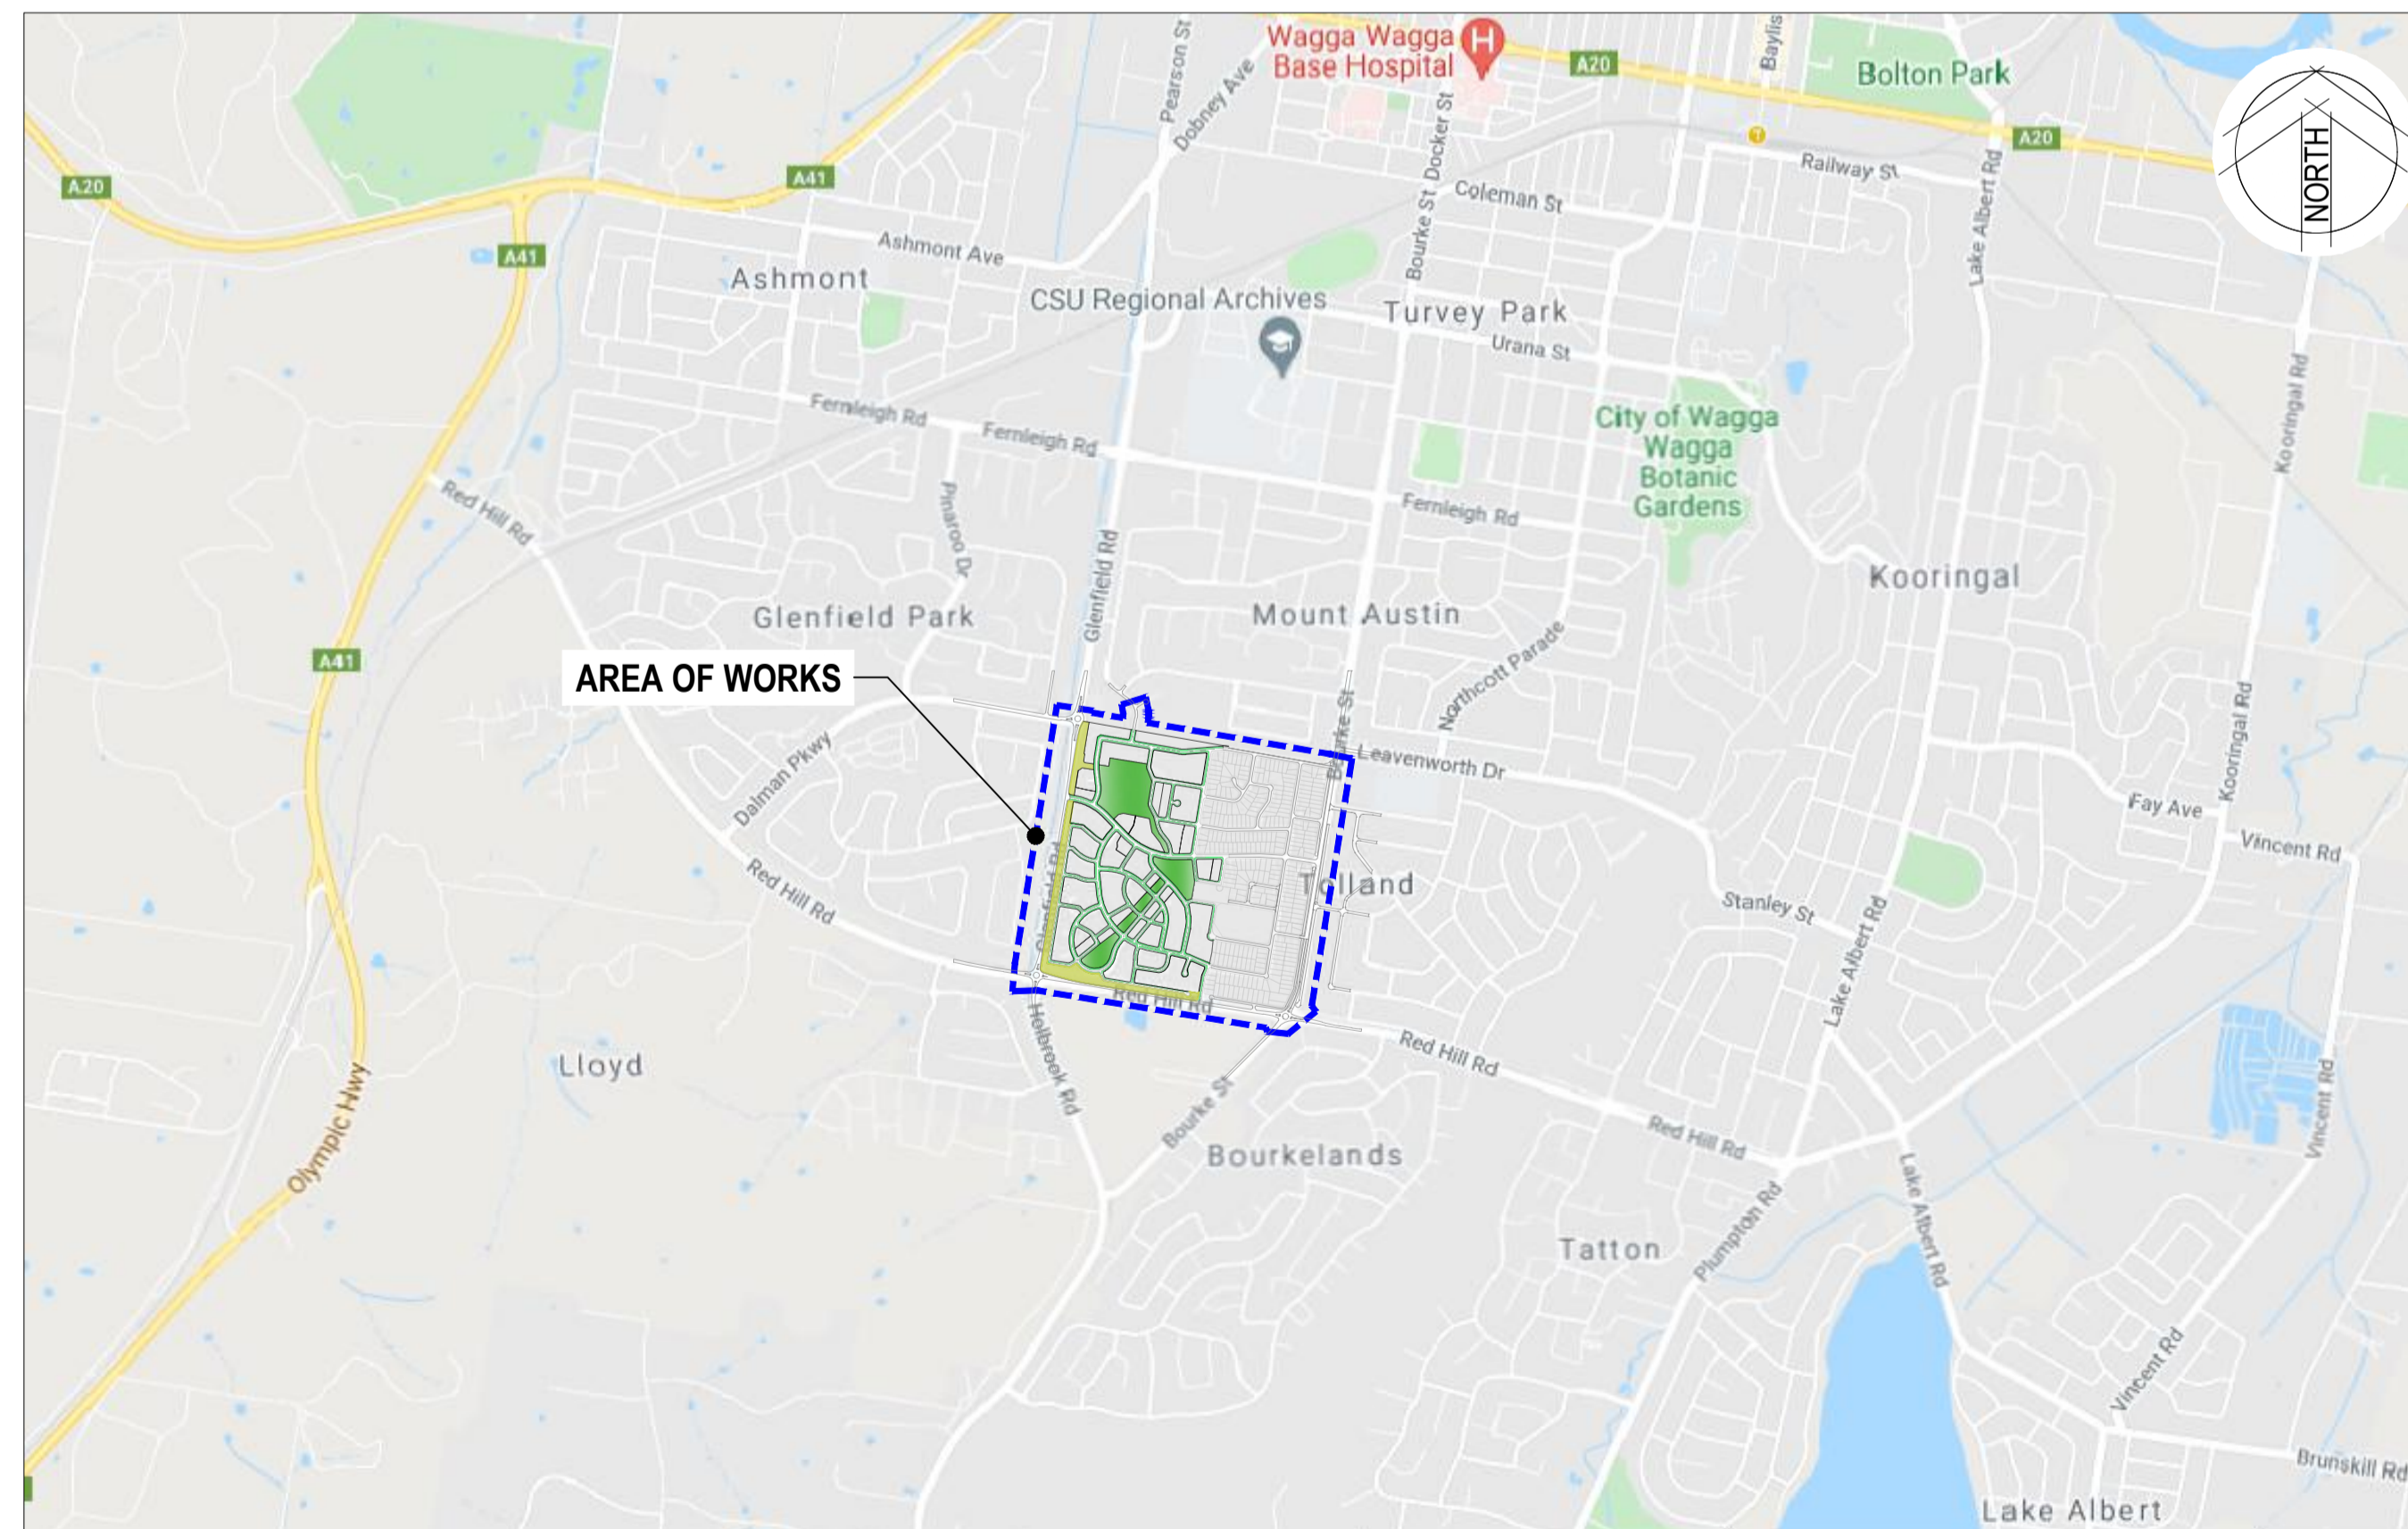 Wagga Wagga
Base Hospital
A20
Baylis
Bolton Park
Pearson St
Dobney Ave
NORTH
A20
A41
A20
Bourke St Docker St
Coleman St
Railway St
Lake Albert Rd
A41
Ashmont Ave
Ashmont
CSU Regional Archives
Turvey Park
Urana St
Kooringal Rd
Fernleigh Rd
Fernleigh Rd
City of Wagga
Wagga
Botanic
Gardens
Red Hill Rd
Pinaroo Dr
Fernleigh Rd
Glenfield Rd
Kooringal
Glenfield Park
Mount Austin
A41
AREA OF WORKS
Northcott Parade
Bourke St
Leavenworth Dr
Kooringal Rd
Dalman Pkwy
Fay Ave
Vincent Rd
Red Hill Rd
Glenfield Rd
Tolland
Stanley St
Lake Albert Rd
Red Hill Rd
Holbrook Rd
Red Hill Rd
Lloyd
Olympic Hwy
Bourke St
Bourkelands
Red Hill Rd
Vincent Rd
Lake Albert Rd
Plumpton Rd
Tatton
Vincent Rd
Brunskill Rd
Lake Albert